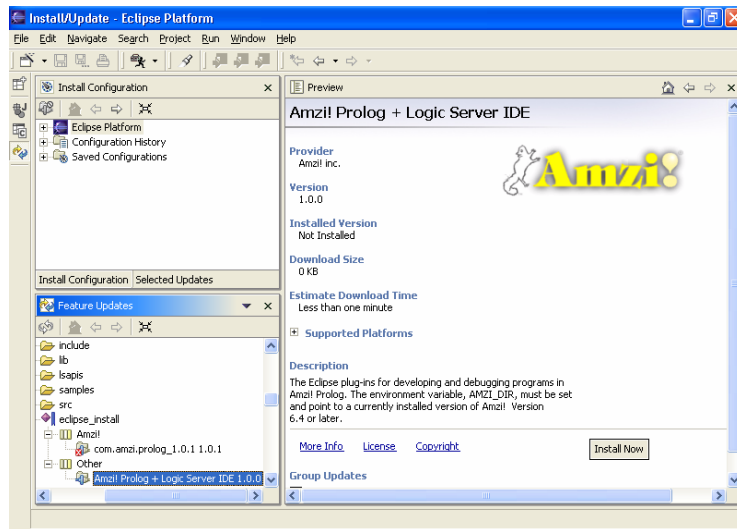 Install/Update - Eclipse Platform
File Edit Navigate Search Project Run Window Help
Install Configuration
Eclipse Platform
Configuration History
Saved Configurations
Install Configuration Selected Updates
Feature Updates
include
lib
lsapis
samples
src
eclipse_install
Amzi!
com.amzi.prolog_1.0.1 1.0.1
Other
Amzi! Prolog + Logic Server IDE 1.0.0
Preview
Amzi! Prolog + Logic Server IDE
Amzi!
Provider
Amzi! inc.
Version
1.0.0
Installed Version
Not Installed
Download Size
0 KB
Estimate Download Time
Less than one minute
Supported Platforms
Description
The Eclipse plug-ins for developing and debugging programs in
Amzi! Prolog. The environment variable, AMZI_DIR, must be set
and point to a currently installed version of Amzi! Version
6.4 or later.
More Info License Copyright Install Now
Group Updates